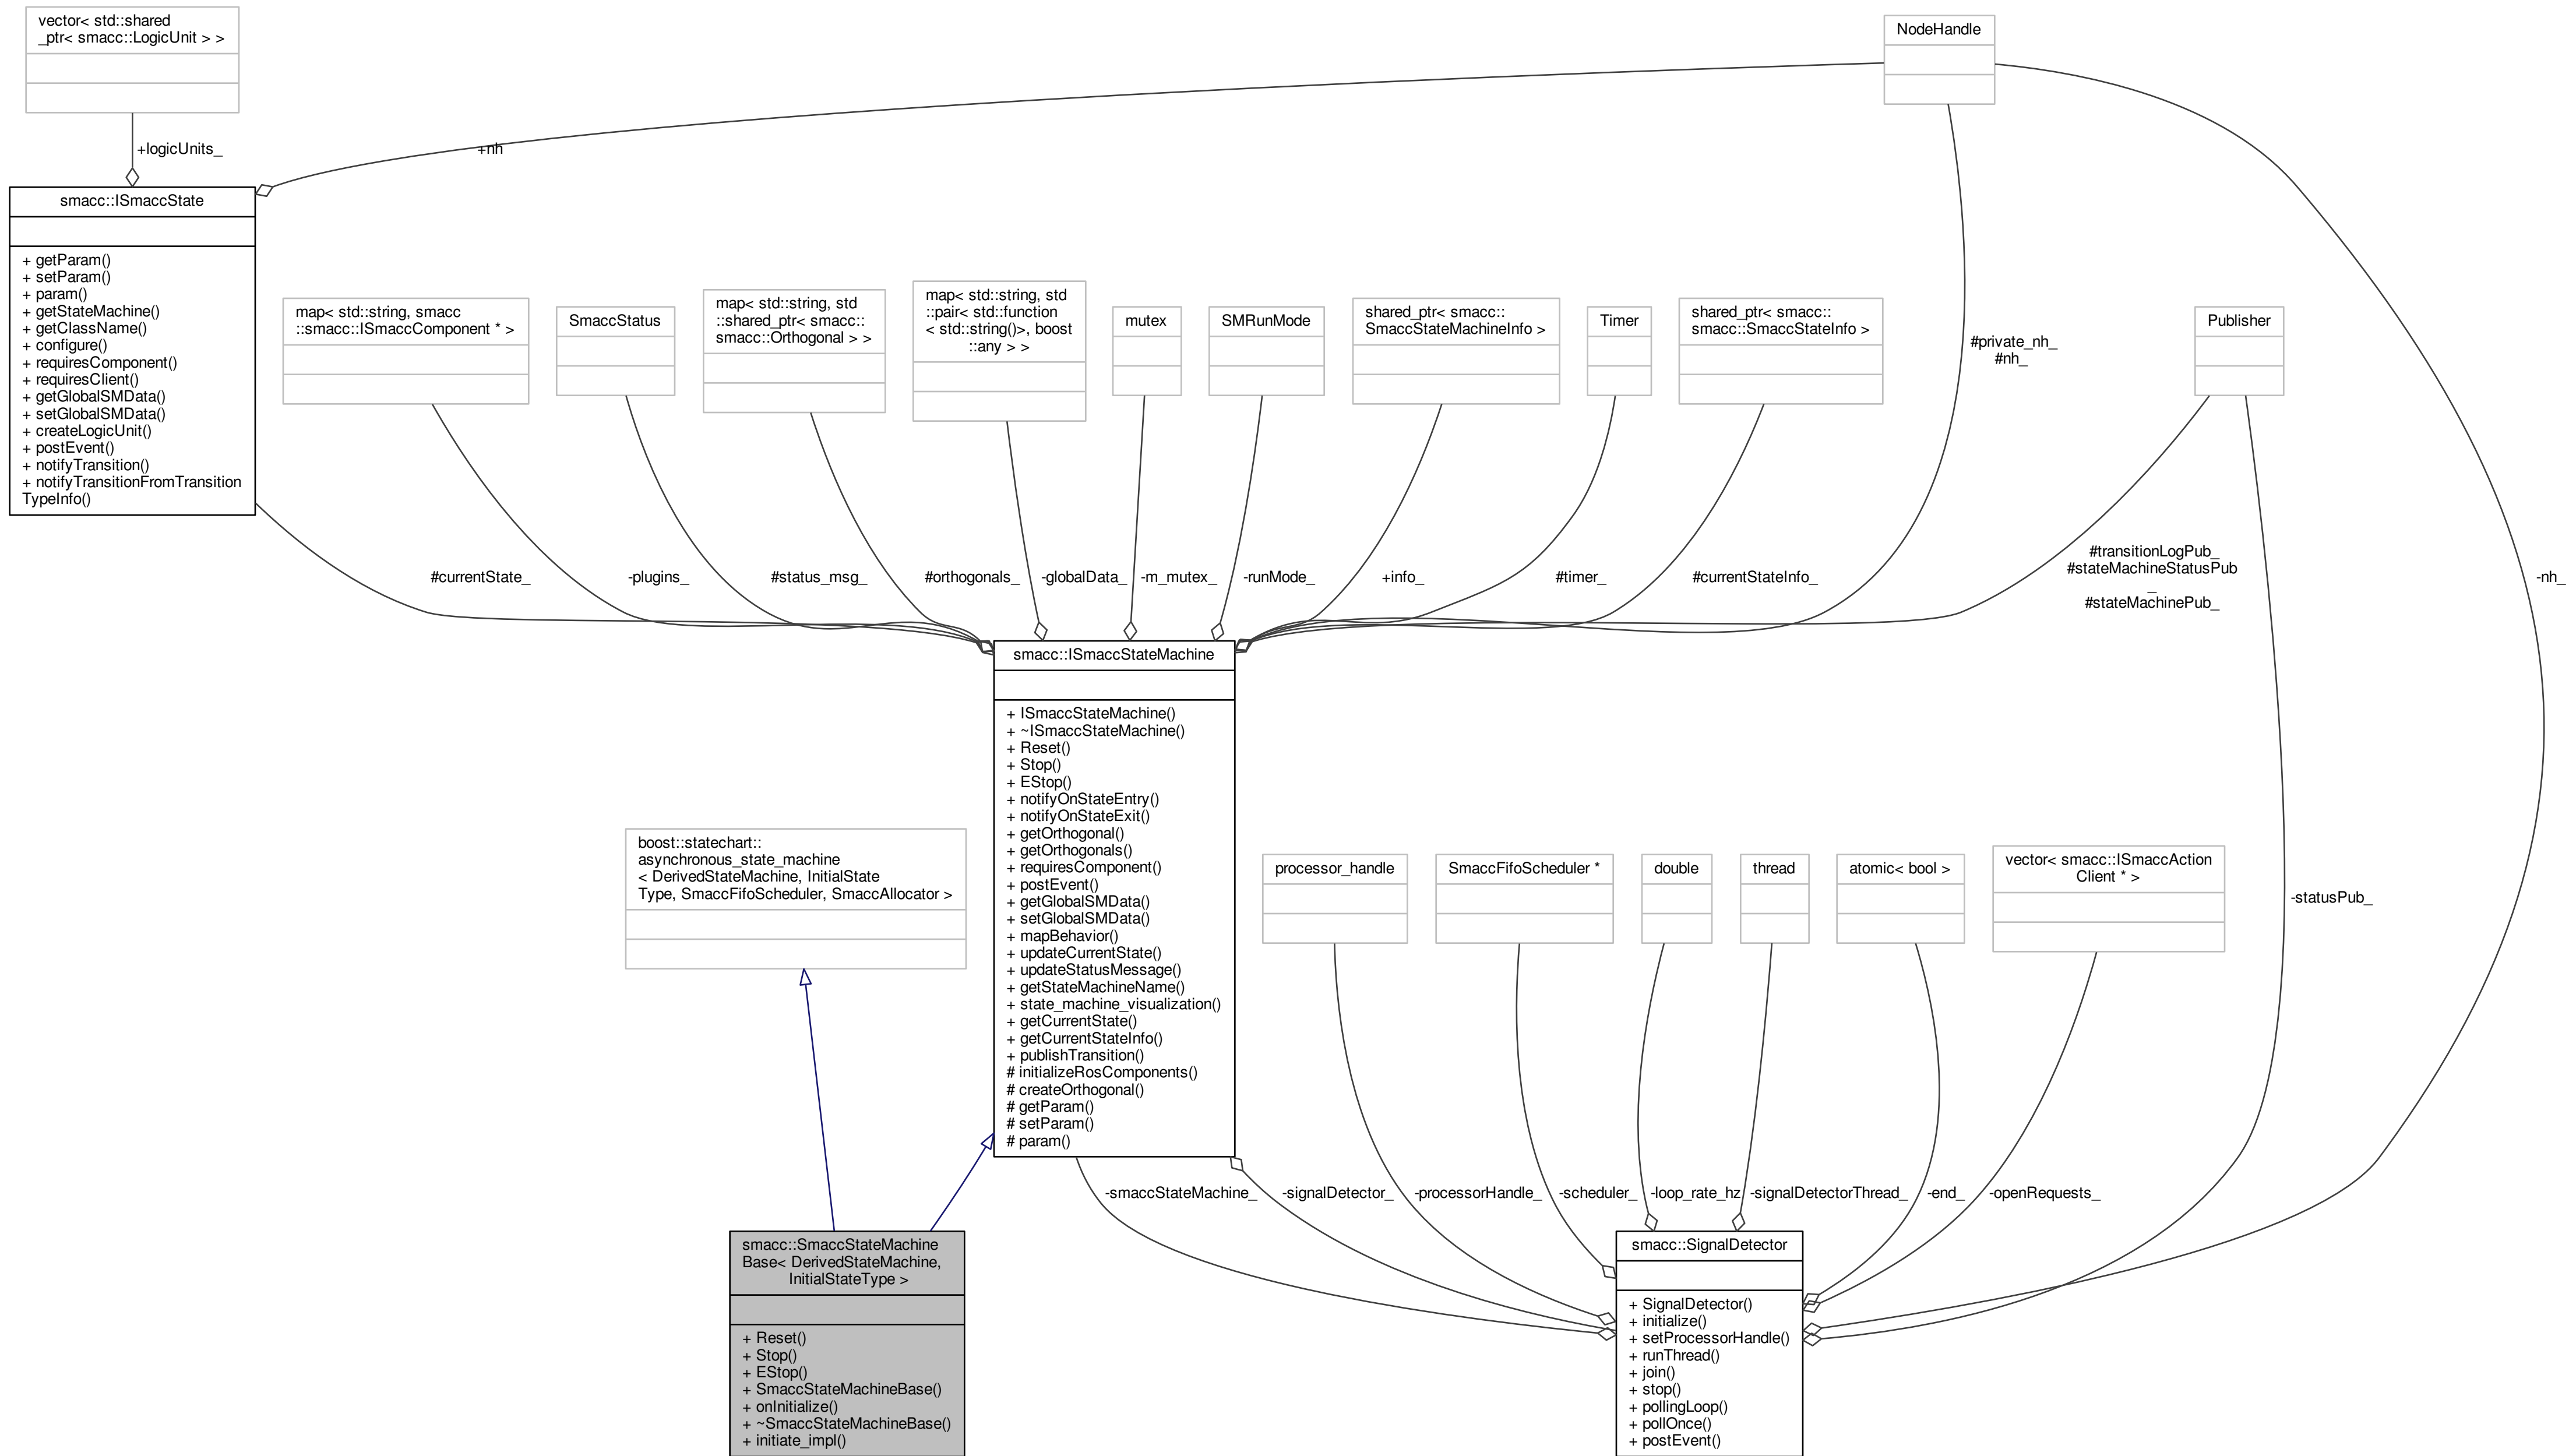 vector< std::shared
_ptr< smacc::LogicUnit > >
NodeHandle
+logicUnits_
+nh
smacc::ISmaccState
+ getParam()
+ setParam()
+ param()
+ getStateMachine()
+ getClassName()
+ configure()
+ requiresComponent()
+ requiresClient()
+ getGlobalSMData()
+ setGlobalSMData()
+ createLogicUnit()
+ postEvent()
+ notifyTransition()
+ notifyTransitionFromTransition
TypeInfo()
map< std::string, smacc
::smacc::ISmaccComponent * >
SmaccStatus
map< std::string, std
::shared_ptr< smacc::
smacc::Orthogonal > >
map< std::string, std
::pair< std::function
< std::string()>, boost
::any > >
mutex
SMRunMode
shared_ptr< smacc::
SmaccStateMachineInfo >
Timer
shared_ptr< smacc::
smacc::SmaccStateInfo >
#private_nh_
#nh_
Publisher
#currentState_
-plugins_
#status_msg_
#orthogonals_
-globalData_
-m_mutex_
-runMode_
+info_
#timer_
#currentStateInfo_
#transitionLogPub_
#stateMachineStatusPub
_
#stateMachinePub_
-nh_
smacc::ISmaccStateMachine
+ ISmaccStateMachine()
+ ~ISmaccStateMachine()
+ Reset()
+ Stop()
+ EStop()
+ notifyOnStateEntry()
+ notifyOnStateExit()
+ getOrthogonal()
+ getOrthogonals()
+ requiresComponent()
+ postEvent()
+ getGlobalSMData()
+ setGlobalSMData()
+ mapBehavior()
+ updateCurrentState()
+ updateStatusMessage()
+ getStateMachineName()
+ state_machine_visualization()
+ getCurrentState()
+ getCurrentStateInfo()
+ publishTransition()
# initializeRosComponents()
# createOrthogonal()
# getParam()
# setParam()
# param()
boost::statechart::
asynchronous_state_machine
< DerivedStateMachine, InitialState
Type, SmaccFifoScheduler, SmaccAllocator >
processor_handle
SmaccFifoScheduler *
double
thread
atomic< bool >
vector< smacc::ISmaccAction
Client * >
-statusPub_
-smaccStateMachine_
-signalDetector_
-processorHandle_
-scheduler_
-loop_rate_hz
-signalDetectorThread_
-end_
-openRequests_
smacc::SmaccStateMachine
Base< DerivedStateMachine,
InitialStateType >
+ Reset()
+ Stop()
+ EStop()
+ SmaccStateMachineBase()
+ onInitialize()
+ ~SmaccStateMachineBase()
+ initiate_impl()
smacc::SignalDetector
+ SignalDetector()
+ initialize()
+ setProcessorHandle()
+ runThread()
+ join()
+ stop()
+ pollingLoop()
+ pollOnce()
+ postEvent()